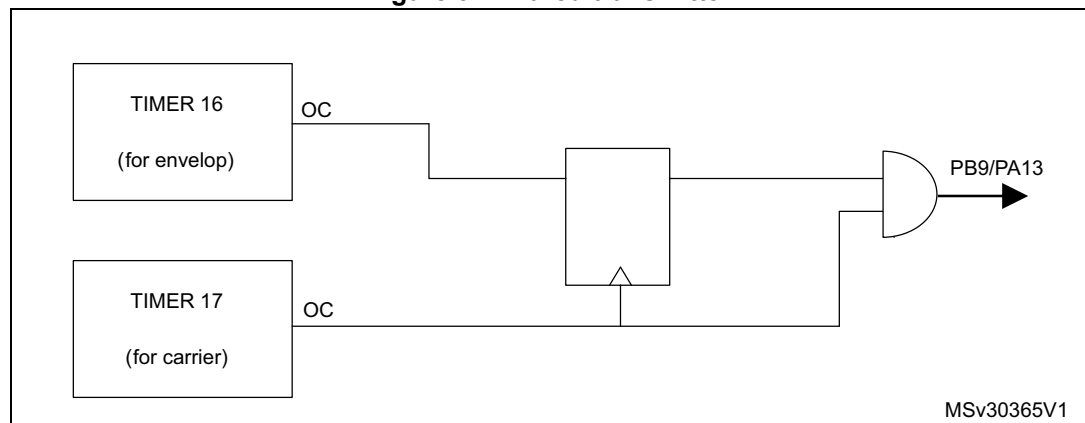 TIMER 16
(for envelop)
OC
TIMER 17
(for carrier)
OC
PB9/PA13
MSv30365V1